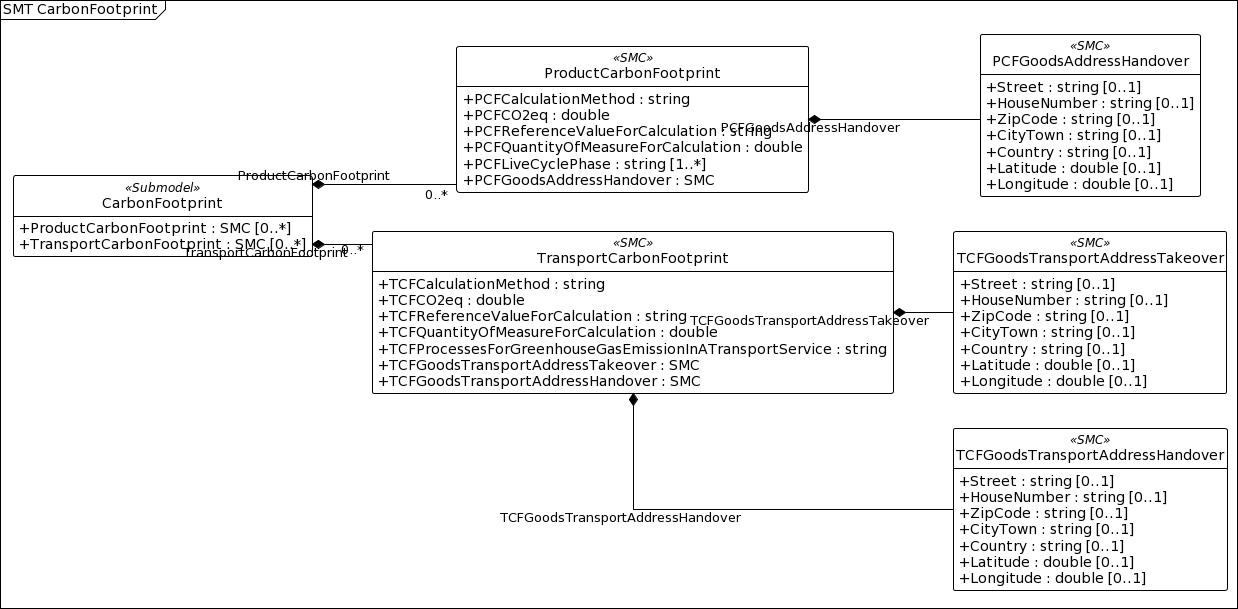 SMT CarbonFootprint
«SMC»
ProductCarbonFootprint
+PCFCalculationMethod : string
+PCFCO2eq : double
+PCFReferenceValueForCalculation : string
+PCFQuantityOfMeasureForCalculation : double
+PCFLiveCyclePhase : string [1..*]
+PCFGoodsAddressHandover : SMC
PCFGoodsAddressHandover
«SMC»
PCFGoodsAddressHandover
+Street : string [0..1]
+HouseNumber : string [0..1]
+ZipCode : string [0..1]
+CityTown : string [0..1]
+Country : string [0..1]
+Latitude : double [0..1]
+Longitude : double [0..1]
ProductCarbonFootprint
0..*
«Submodel»
CarbonFootprint
+ProductCarbonFootprint : SMC [0..*]
+TransportCarbonFootprint : SMC [0..*]
TransportCarbonFootprint
0..*
«SMC»
TransportCarbonFootprint
+TCFCalculationMethod : string
+TCFCO2eq : double
+TCFReferenceValueForCalculation : string
+TCFQuantityOfMeasureForCalculation : double
+TCFProcessesForGreenhouseGasEmissionInATransportService : string
+TCFGoodsTransportAddressTakeover : SMC
+TCFGoodsTransportAddressHandover : SMC
TCFGoodsTransportAddressTakeover
«SMC»
TCFGoodsTransportAddressTakeover
+Street : string [0..1]
+HouseNumber : string [0..1]
+ZipCode : string [0..1]
+CityTown : string [0..1]
+Country : string [0..1]
+Latitude : double [0..1]
+Longitude : double [0..1]
TCFGoodsTransportAddressHandover
«SMC»
TCFGoodsTransportAddressHandover
+Street : string [0..1]
+HouseNumber : string [0..1]
+ZipCode : string [0..1]
+CityTown : string [0..1]
+Country : string [0..1]
+Latitude : double [0..1]
+Longitude : double [0..1]